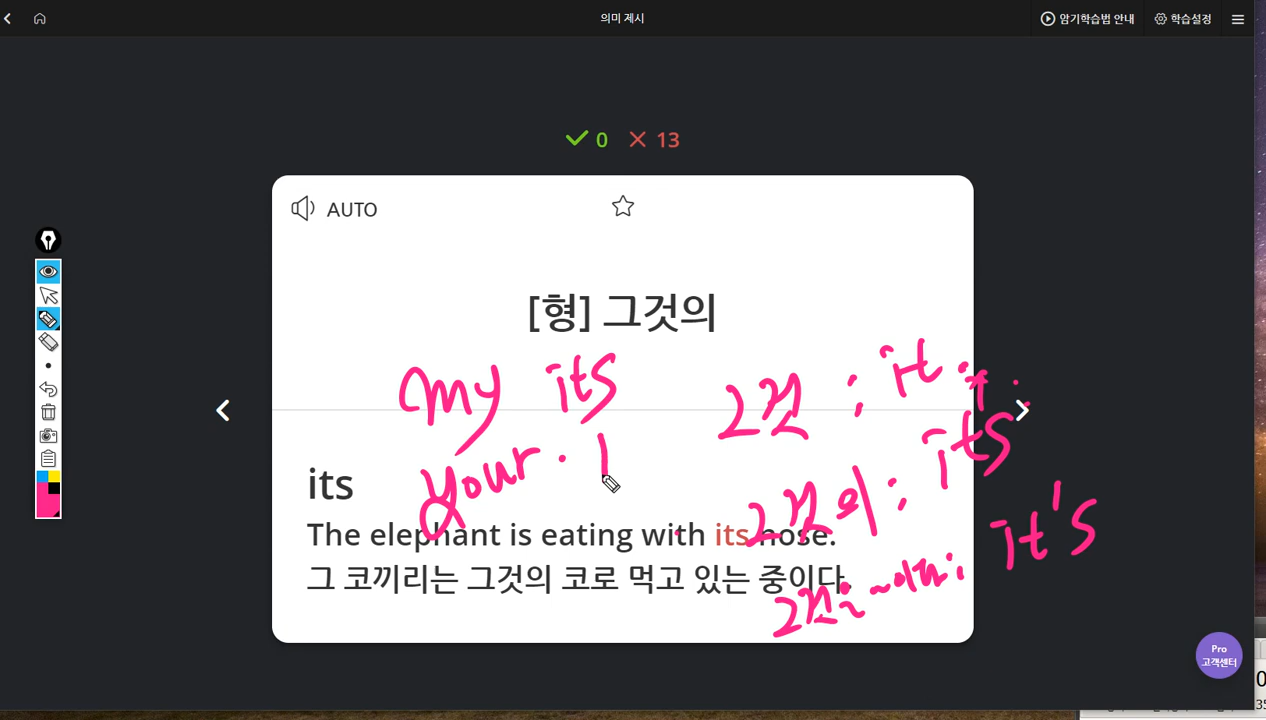 의미 제시
암기학습법 안내
학습설정
0
13
AUTO
[형] 그것의
my its
your.
2것 : it
2것의 : its
it's
its
The elephant is eating with its nose.
그 코끼리는 그것의 코로 먹고 있는 중이다.
2것은 ~이다 :
Pro
고객센터